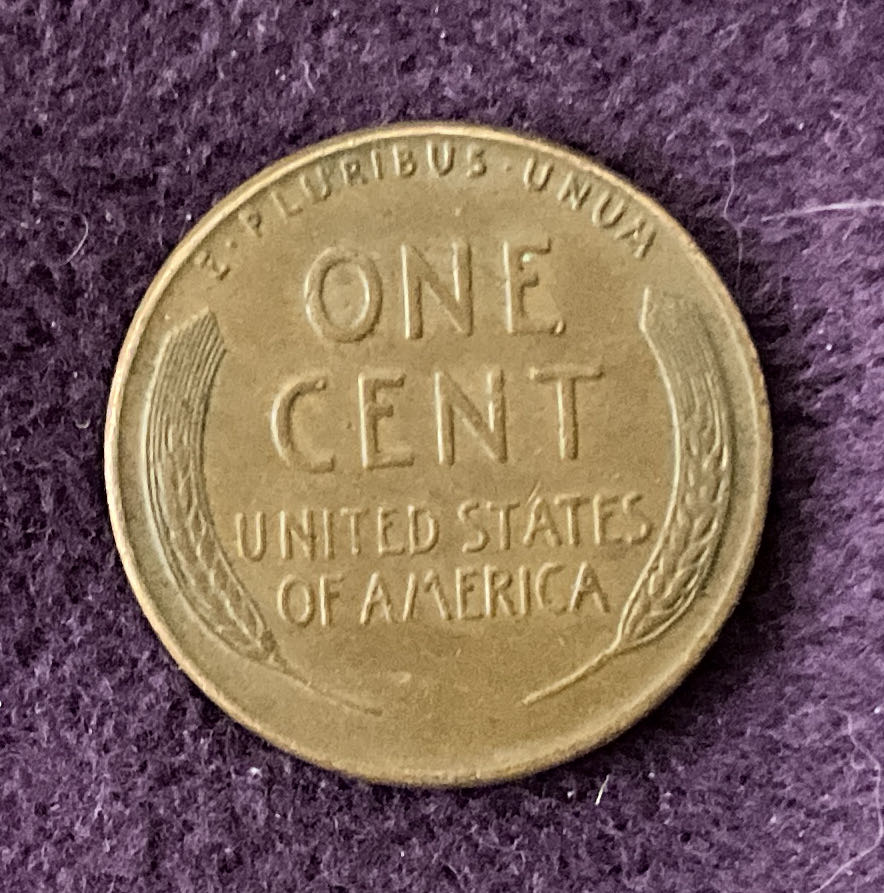 E·PLURIBUS·UNUM
ONE
CENT
UNITED STATES
OF AMERICA